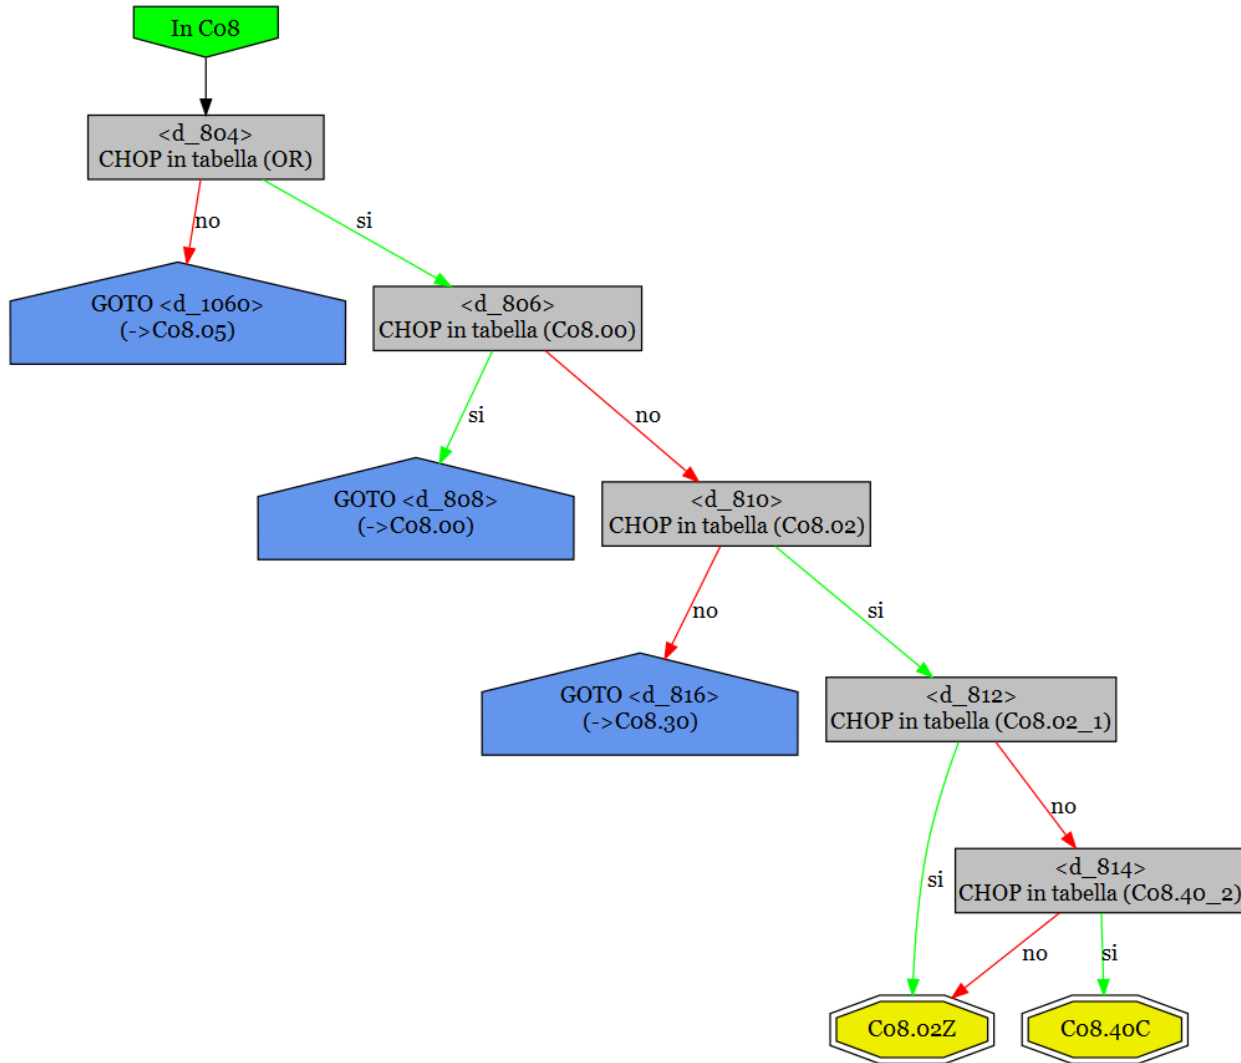 In C08
<d_804>
CHOP in tabella (OR)
no
si
GOTO <d_1060>
(->C08.05)
<d_806>
CHOP in tabella (C08.00)
si
no
GOTO <d_808>
(->C08.00)
<d_810>
CHOP in tabella (C08.02)
no
si
GOTO <d_816>
(->C08.30)
<d_812>
CHOP in tabella (C08.02_1)
no
si
<d_814>
CHOP in tabella (C08.40_2)
no
si
C08.02Z
C08.40C